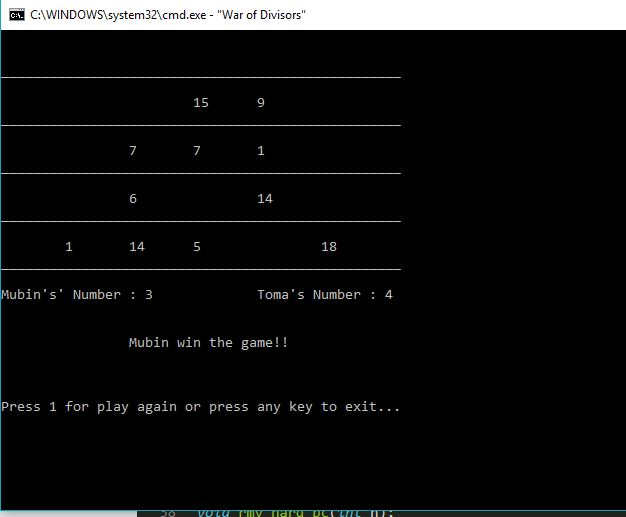 C:\WINDOWS\system32\cmd.exe - "War of Divisors"
15 9
7 7 1
6 14
1 14 5 18
Mubin's' Number : 3 Toma's Number : 4
Mubin win the game!!
Press 1 for play again or press any key to exit...
38 void rmv_hard_pc(int n);